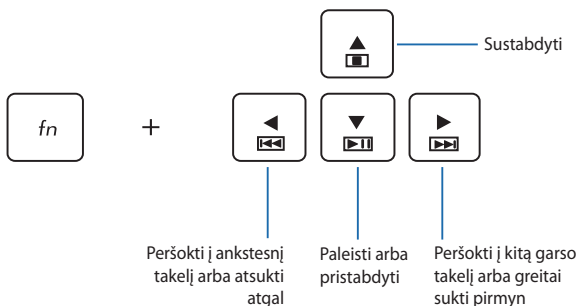 Sustabdyti
fn
+
Peršokti į ankstesnį
takelį arba atsukti
atgal
Paleisti arba
pristabdyti
Peršokti į kitą garso
takelį arba greitai
sukti pirmyn